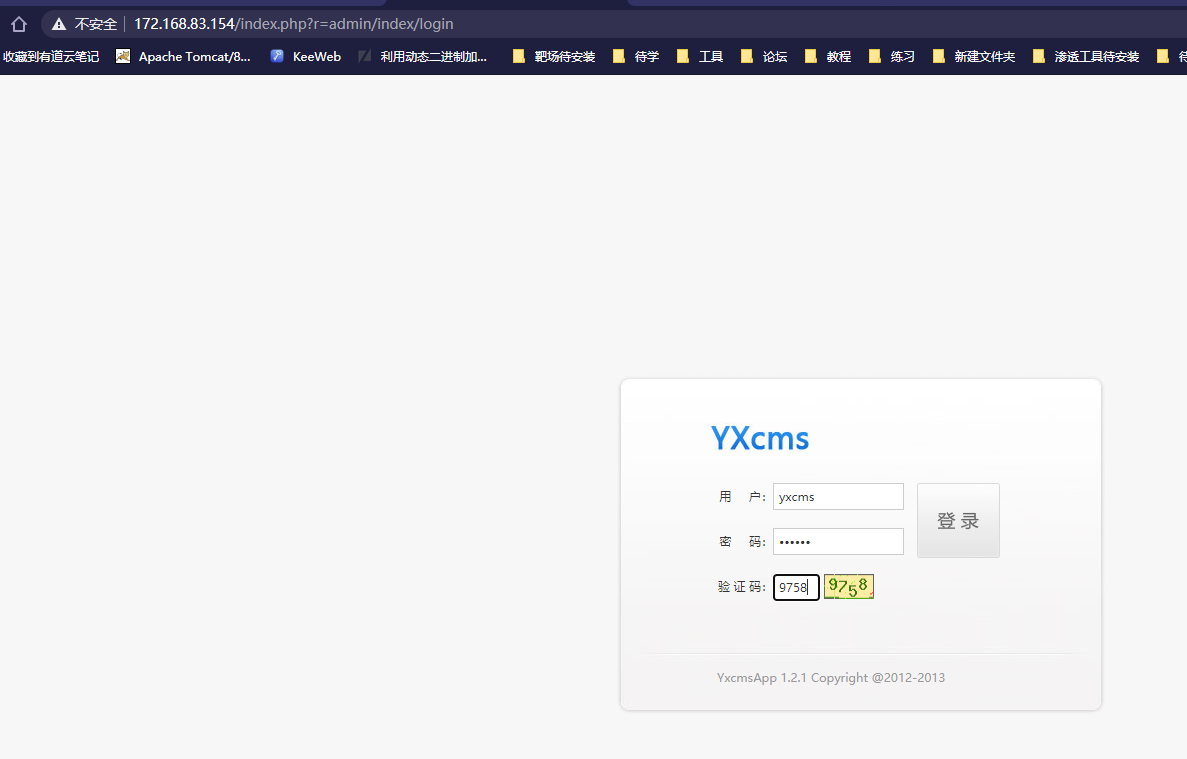 不安全 172.168.83.154/index.php?r=admin/index/login
收藏到有道云笔记 Apache Tomcat/8... KeeWeb 利用动态二进制加... 靶场待安装 待学 工具 论坛 教程 练习 新建文件夹 渗透工具待安装
YXcms
用 户: yxcms
登 录
密 码: ••••••
验 证 码: 9758 9758
YxcmsApp 1.2.1 Copyright @2012-2013